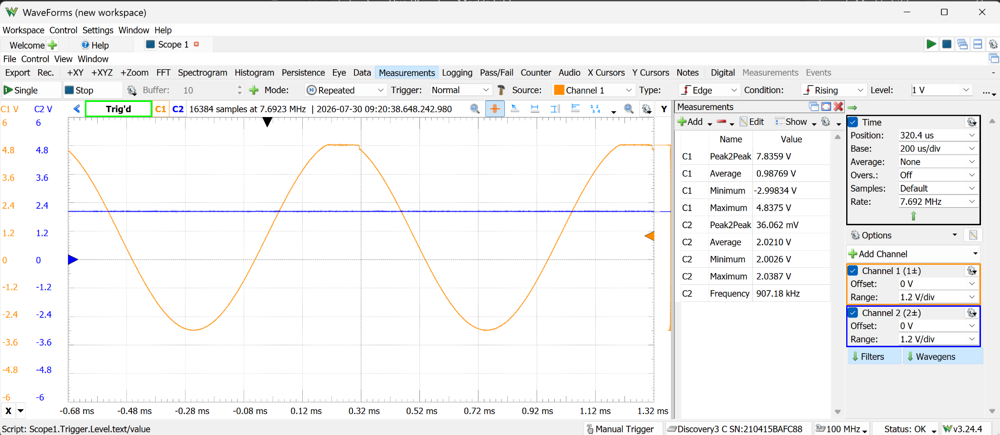 WaveForms (new workspace)
Workspace Control Settings Window Help
Welcome Help Scope 1
File Control View Window
Export Rec. +XY +XYZ +Zoom FFT Spectrogram Histogram Persistence Eye Data Measurements Logging Pass/Fail Counter Audio X Cursors Y Cursors Notes Digital Measurements Events -
Single Stop Buffer: 10 Mode: Repeated Trigger: Normal Source: Channel 1 Type: Edge Condition: Rising Level: 1 V ...
C1 V C2 V Trig'd C1 C2 16384 samples at 7.6923 MHz | 2026-07-30 09:20:38.648.242.980 Y
6 6
4.8 4.8
3.6 3.6
2.4 2.4
1.2 1.2
0 0
-1.2 -1.2
-2.4 -2.4
-3.6 -3.6
-4.8 -4.8
-6 -6
X -0.68 ms -0.48 ms -0.28 ms -0.08 ms 0.12 ms 0.32 ms 0.52 ms 0.72 ms 0.92 ms 1.12 ms 1.32 ms
Measurements
Add Edit Show
Name Value
C1 Peak2Peak 7.8359 V
C1 Average 0.98769 V
C1 Minimum -2.99834 V
C1 Maximum 4.8375 V
C2 Peak2Peak 36.062 mV
C2 Average 2.0210 V
C2 Minimum 2.0026 V
C2 Maximum 2.0387 V
C2 Frequency 907.18 kHz
Time
Position: 320.4 us
Base: 200 us/div
Average: None
Overs.: Off
Samples: Default
Rate: 7.692 MHz
Options
Add Channel
Channel 1 (1±)
Offset: 0 V
Range: 1.2 V/div
Channel 2 (2±)
Offset: 0 V
Range: 1.2 V/div
Filters Wavegens
Script: Scope1.Trigger.Level.text/value Manual Trigger Discovery3 C SN:210415BAFC88 100 MHz Status: OK v3.24.4